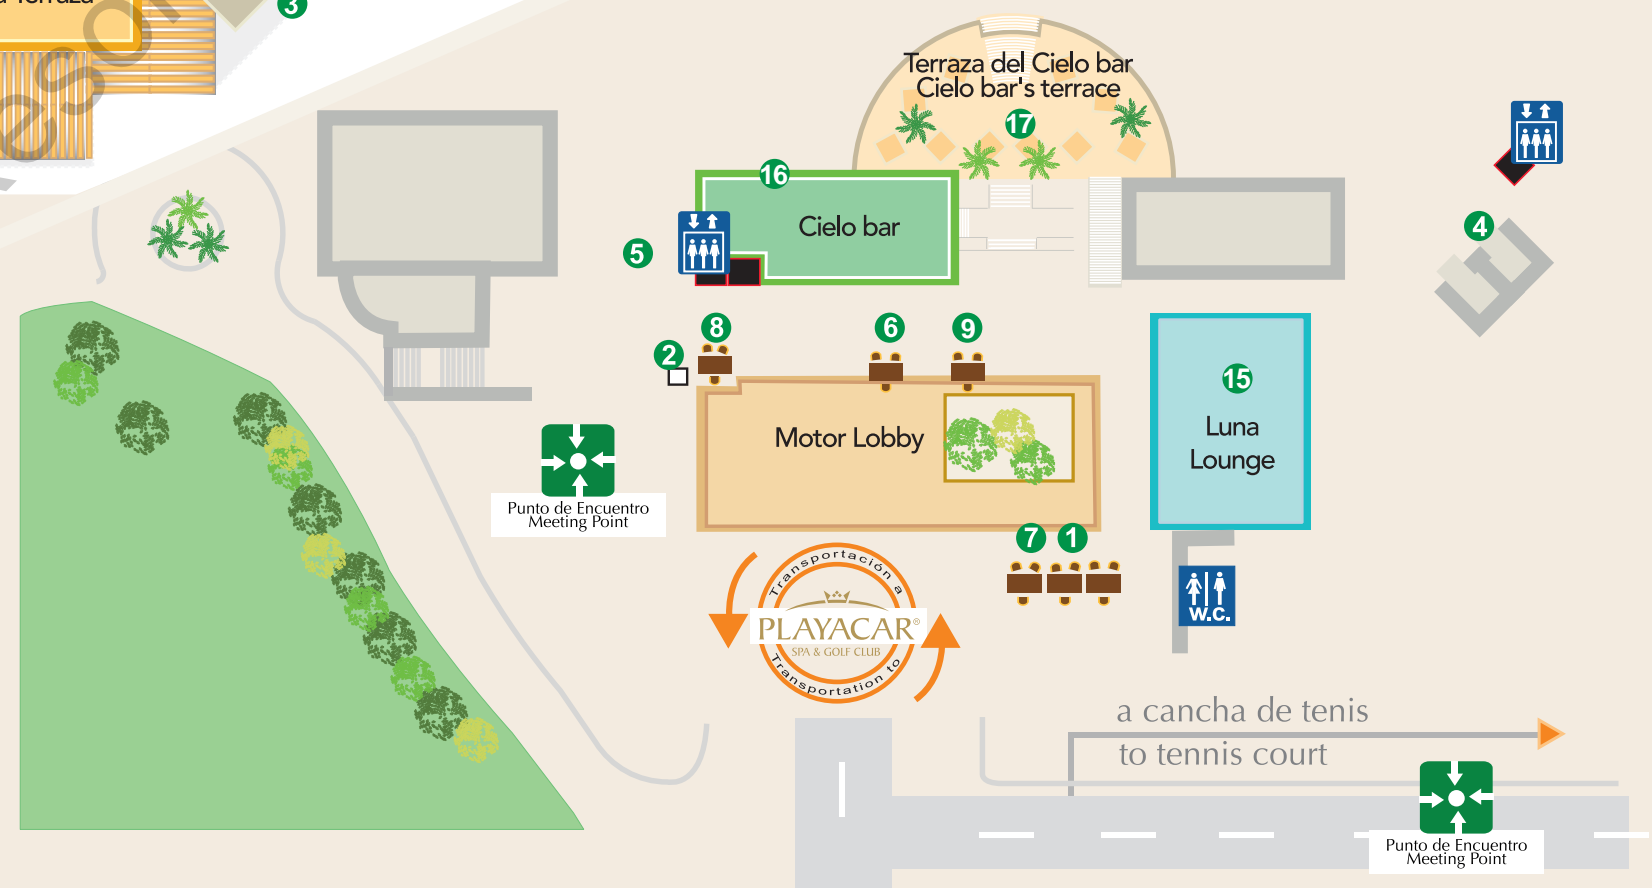 3
Terraza del Cielo bar
Cielo bar's terrace
17
16
Cielo bar
5
4
8
6
9
2
15
Motor Lobby
Luna
Lounge
Punto de Encuentro
Meeting Point
7
1
Transportación a
PLAYACAR®
SPA & GOLF CLUB
Transportation to
W.C.
a cancha de tenis
to tennis court
Punto de Encuentro
Meeting Point